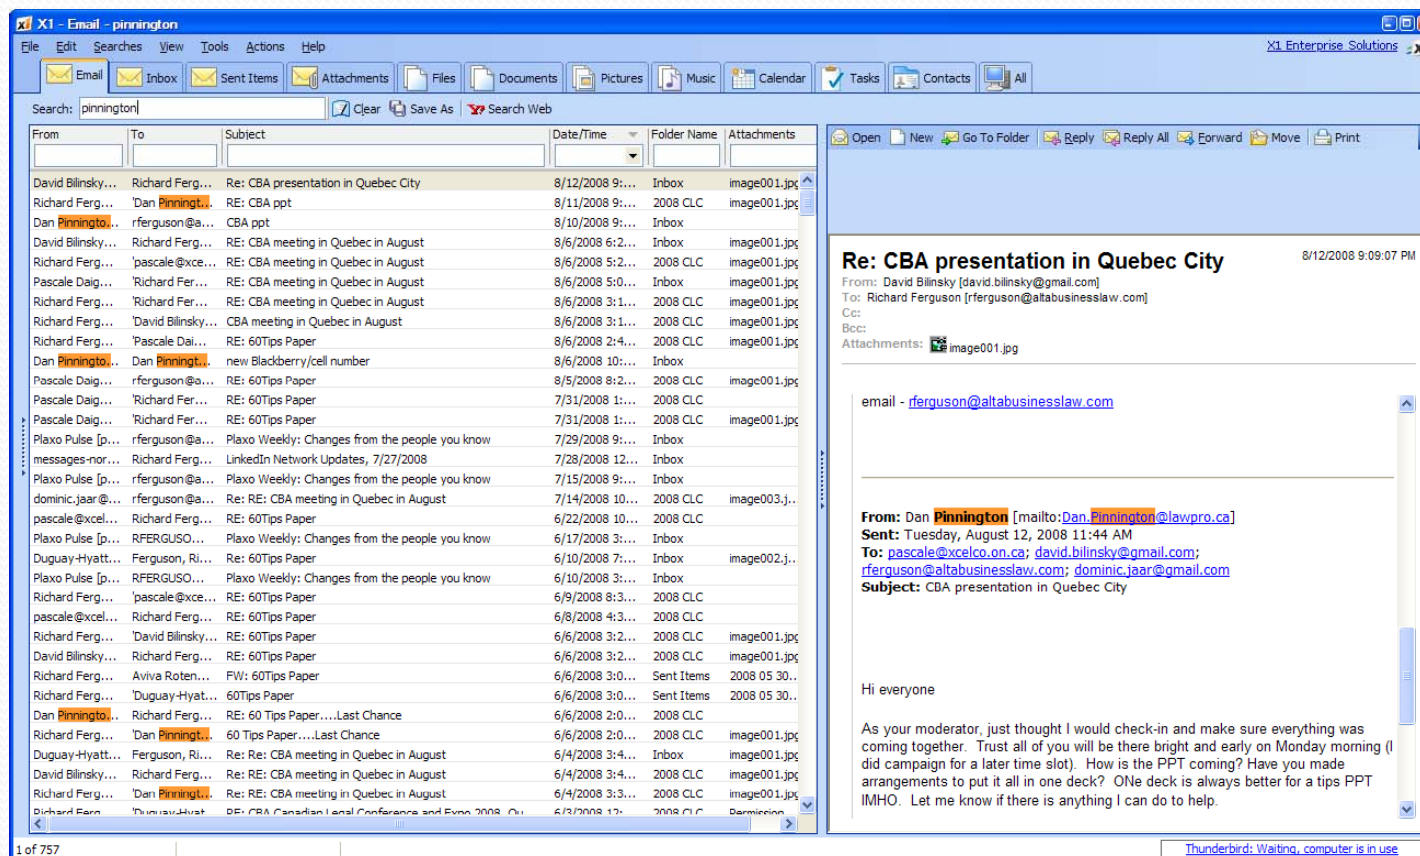 X1 - Email - pinnington
File Edit Searches View Tools Actions Help X1 Enterprise Solutions
Email Inbox Sent Items Attachments Files Documents Pictures Music Calendar Tasks Contacts All
Search: pinnington Clear Save As Search Web
From To Subject Date/Time Folder Name Attachments
David Bilinsky... Richard Ferg... Re: CBA presentation in Quebec City 8/12/2008 9:... Inbox image001.jpg
Richard Ferg... 'Dan Pinningt... RE: CBA ppt 8/11/2008 9:... 2008 CLC image001.jpg
Dan Pinningto... rferguson@a... CBA ppt 8/10/2008 9:... Inbox
David Bilinsky... Richard Ferg... RE: CBA meeting in Quebec in August 8/6/2008 6:2... Inbox image001.jpg
Richard Ferg... 'pascale@xce... RE: CBA meeting in Quebec in August 8/6/2008 5:2... 2008 CLC image001.jpg
Pascale Daig... 'Richard Fer... RE: CBA meeting in Quebec in August 8/6/2008 5:0... Inbox image001.jpg
Richard Ferg... 'Richard Fer... RE: CBA meeting in Quebec in August 8/6/2008 3:1... 2008 CLC image001.jpg
Richard Ferg... 'David Bilinsky... CBA meeting in Quebec in August 8/6/2008 3:1... 2008 CLC image001.jpg
Richard Ferg... 'Pascale Dai... RE: 60Tips Paper 8/6/2008 2:4... 2008 CLC image001.jpg
Dan Pinningto... Dan Pinningt... new Blackberry/cell number 8/6/2008 10:... Inbox
Pascale Daig... rferguson@a... RE: 60Tips Paper 8/5/2008 8:2... 2008 CLC image001.jpg
Pascale Daig... 'Richard Fer... RE: 60Tips Paper 7/31/2008 1:... 2008 CLC
Pascale Daig... 'Richard Fer... RE: 60Tips Paper 7/31/2008 1:... 2008 CLC image001.jpg
Plaxo Pulse [p... rferguson@a... Plaxo Weekly: Changes from the people you know 7/29/2008 9:... Inbox
messages-nor... Richard Ferg... LinkedIn Network Updates, 7/27/2008 7/28/2008 12... Inbox
Plaxo Pulse [p... rferguson@a... Plaxo Weekly: Changes from the people you know 7/15/2008 9:... Inbox
dominic.jaar@... rferguson@a... Re: RE: CBA meeting in Quebec in August 7/14/2008 10... 2008 CLC image003.j...
pascale@xcel... Richard Ferg... RE: 60Tips Paper 6/22/2008 10... 2008 CLC
Plaxo Pulse [p... RFERGUSO... Plaxo Weekly: Changes from the people you know 6/17/2008 3:... Inbox
Duguay-Hyatt... Ferguson, Ri... Re: 60Tips Paper 6/10/2008 7:... Inbox image002.j...
Plaxo Pulse [p... RFERGUSO... Plaxo Weekly: Changes from the people you know 6/10/2008 3:... Inbox
Richard Ferg... 'pascale@xce... RE: 60Tips Paper 6/9/2008 8:3... 2008 CLC
pascale@xcel... Richard Ferg... RE: 60Tips Paper 6/8/2008 4:3... 2008 CLC
Richard Ferg... 'David Bilinsky... RE: 60Tips Paper 6/6/2008 3:2... 2008 CLC image001.jpg
David Bilinsky... Richard Ferg... RE: 60Tips Paper 6/6/2008 3:2... 2008 CLC image001.jpg
Richard Ferg... Aviva Roten... FW: 60Tips Paper 6/6/2008 3:0... Sent Items 2008 05 30...
Richard Ferg... 'Duguay-Hyat... 60Tips Paper 6/6/2008 3:0... Sent Items 2008 05 30...
Dan Pinningto... Richard Ferg... RE: 60 Tips Paper....Last Chance 6/6/2008 2:0... 2008 CLC
Richard Ferg... 'Dan Pinningt... 60 Tips Paper....Last Chance 6/6/2008 2:0... 2008 CLC image001.jpg
Duguay-Hyatt... Ferguson, Ri... Re: Re: CBA meeting in Quebec in August 6/4/2008 3:4... Inbox image001.jpg
David Bilinsky... Richard Ferg... Re: RE: CBA meeting in Quebec in August 6/4/2008 3:4... 2008 CLC image001.jpg
Richard Ferg... 'Dan Pinningt... Re: RE: CBA meeting in Quebec in August 6/4/2008 3:3... 2008 CLC image001.jpg
Richard Ferg... 'Duguay-Hyat... RE: CBA Canadian Legal Conference and Expo 2008, Qu... 6/3/2008 12:... 2008 CLC Permission...
1 of 757
Open New Go To Folder Reply Reply All Forward Move Print
Re: CBA presentation in Quebec City 8/12/2008 9:09:07 PM
From: David Bilinsky [david.bilinsky@gmail.com]
To: Richard Ferguson [rferguson@altabusinesslaw.com]
Cc:
Bcc:
Attachments: image001.jpg
email - rferguson@altabusinesslaw.com
From: Dan Pinnington [mailto:Dan.Pinnington@lawpro.ca]
Sent: Tuesday, August 12, 2008 11:44 AM
To: pascale@xcelco.on.ca; david.bilinsky@gmail.com;
rferguson@altabusinesslaw.com; dominic.jaar@gmail.com
Subject: CBA presentation in Quebec City
Hi everyone
As your moderator, just thought I would check-in and make sure everything was
coming together. Trust all of you will be there bright and early on Monday morning (I
did campaign for a later time slot). How is the PPT coming? Have you made
arrangements to put it all in one deck? ONe deck is always better for a tips PPT
IMHO. Let me know if there is anything I can do to help.
Thunderbird: Waiting, computer is in use